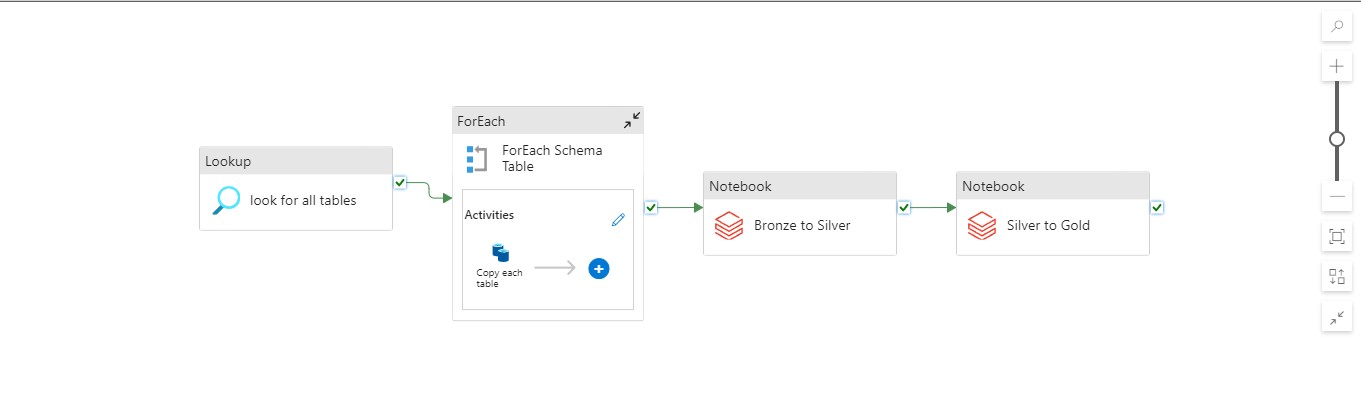 Lookup
look for all tables
ForEach
ForEach Schema
Table
Activities
Copy each
table
Notebook
Bronze to Silver
Notebook
Silver to Gold